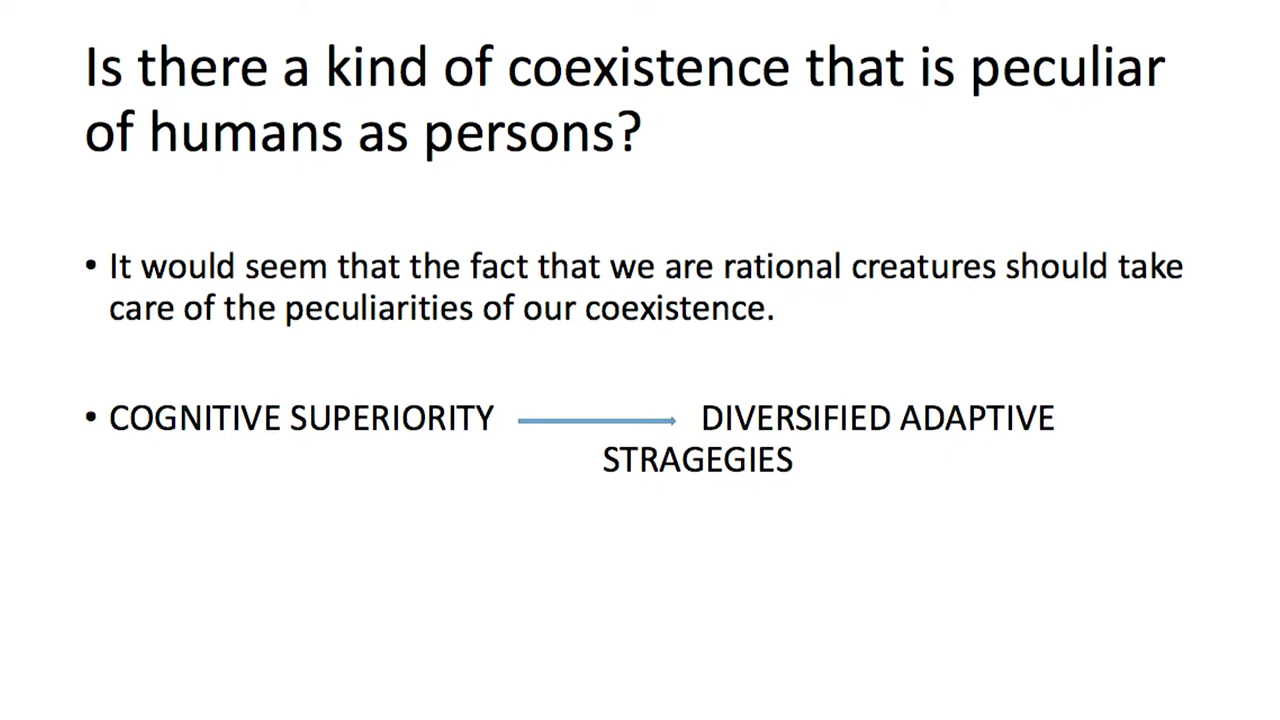 Is there a kind of coexistence that is peculiar
of humans as persons?
• It would seem that the fact that we are rational creatures should take
care of the peculiarities of our coexistence.
• COGNITIVE SUPERIORITY DIVERSIFIED ADAPTIVE
STRAGEGIES